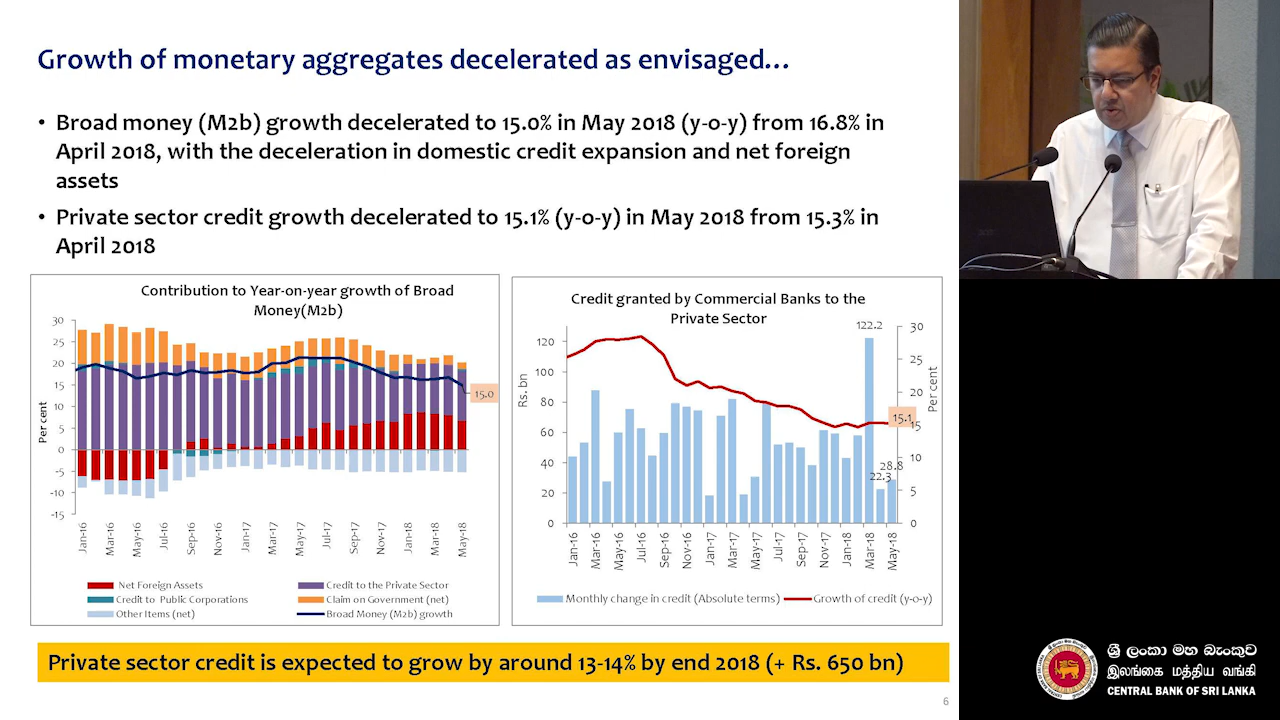 Growth of monetary aggregates decelerated as envisaged...
• Broad money (M2b) growth decelerated to 15.0% in May 2018 (y-o-y) from 16.8% in
April 2018, with the deceleration in domestic credit expansion and net foreign
assets
• Private sector credit growth decelerated to 15.1% (y-o-y) in May 2018 from 15.3% in
April 2018
Contribution to Year-on-year growth of Broad
Money(M2b)
Per cent
30
25
20
15
10
5
0
-5
-10
-15
15.0
Jan-16
Mar-16
May-16
Jul-16
Sep-16
Nov-16
Jan-17
Mar-17
May-17
Jul-17
Sep-17
Nov-17
Jan-18
Mar-18
May-18
Net Foreign Assets
Credit to the Private Sector
Credit to Public Corporations
Claim on Government (net)
Other Items (net)
Broad Money (M2b) growth
Credit granted by Commercial Banks to the
Private Sector
Rs. bn
120
100
80
60
40
20
0
122.2
15.1
28.8
22.3
30
25
20
15
10
5
0
Per cent
Jan-16
Mar-16
May-16
Jul-16
Sep-16
Nov-16
Jan-17
Mar-17
May-17
Jul-17
Sep-17
Nov-17
Jan-18
Mar-18
May-18
Monthly change in credit (Absolute terms)
Growth of credit (y-o-y)
Private sector credit is expected to grow by around 13-14% by end 2018 (+ Rs. 650 bn)
6
ශ්‍රී ලංකා මහ බැංකුව
இலங்கை மத்திய வங்கி
CENTRAL BANK OF SRI LANKA